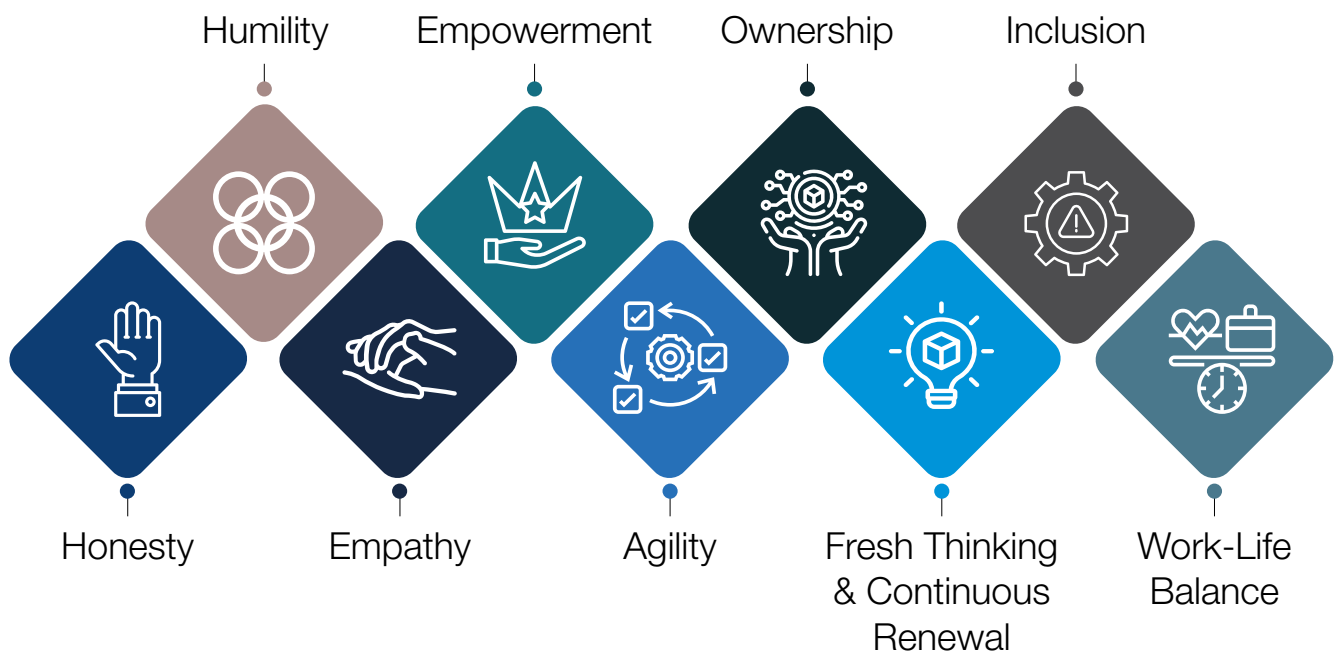 Humility
Empowerment
Ownership
Inclusion
Honesty
Empathy
Agility
Fresh Thinking
& Continuous
Renewal
Work-Life
Balance